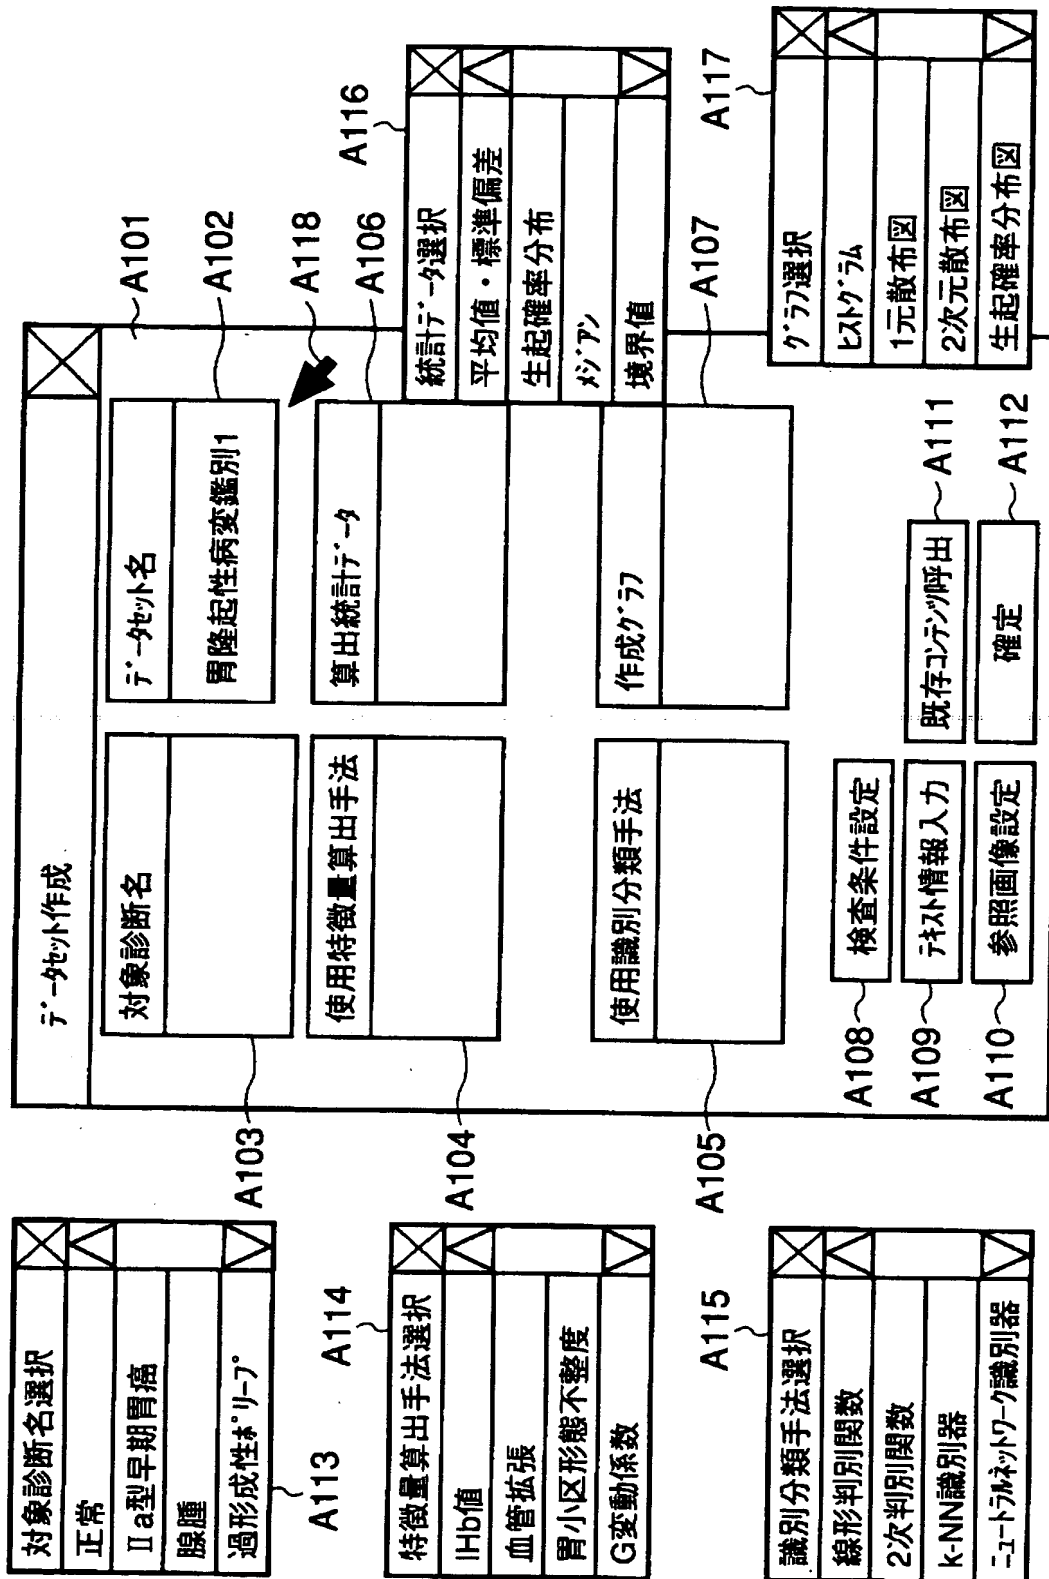 データセット作成
A101
データセット名
胃隆起性病変鑑別1
A102
A118
対象診断名
A103
算出統計データ
A106
使用特徴量算出手法
A104
作成グラフ
A107
使用識別分類手法
A105
検査条件設定
A108
テキスト情報入力
A109
参照画像設定
A110
既存コンテンツ呼出
A111
確定
A112
対象診断名選択
正常
IIa型早期胃癌
腺腫
過形成性ポリープ
A113
特徴量算出手法選択
IHb値
血管拡張
胃小区形態不整度
G変動係数
A114
識別分類手法選択
線形判別関数
2次判別関数
k-NN識別器
ニュートラルネットワーク識別器
A115
統計データ選択
平均値・標準偏差
生起確率分布
メジアン
境界値
A116
グラフ選択
ヒストグラム
1元散布図
2次元散布図
生起確率分布図
A117